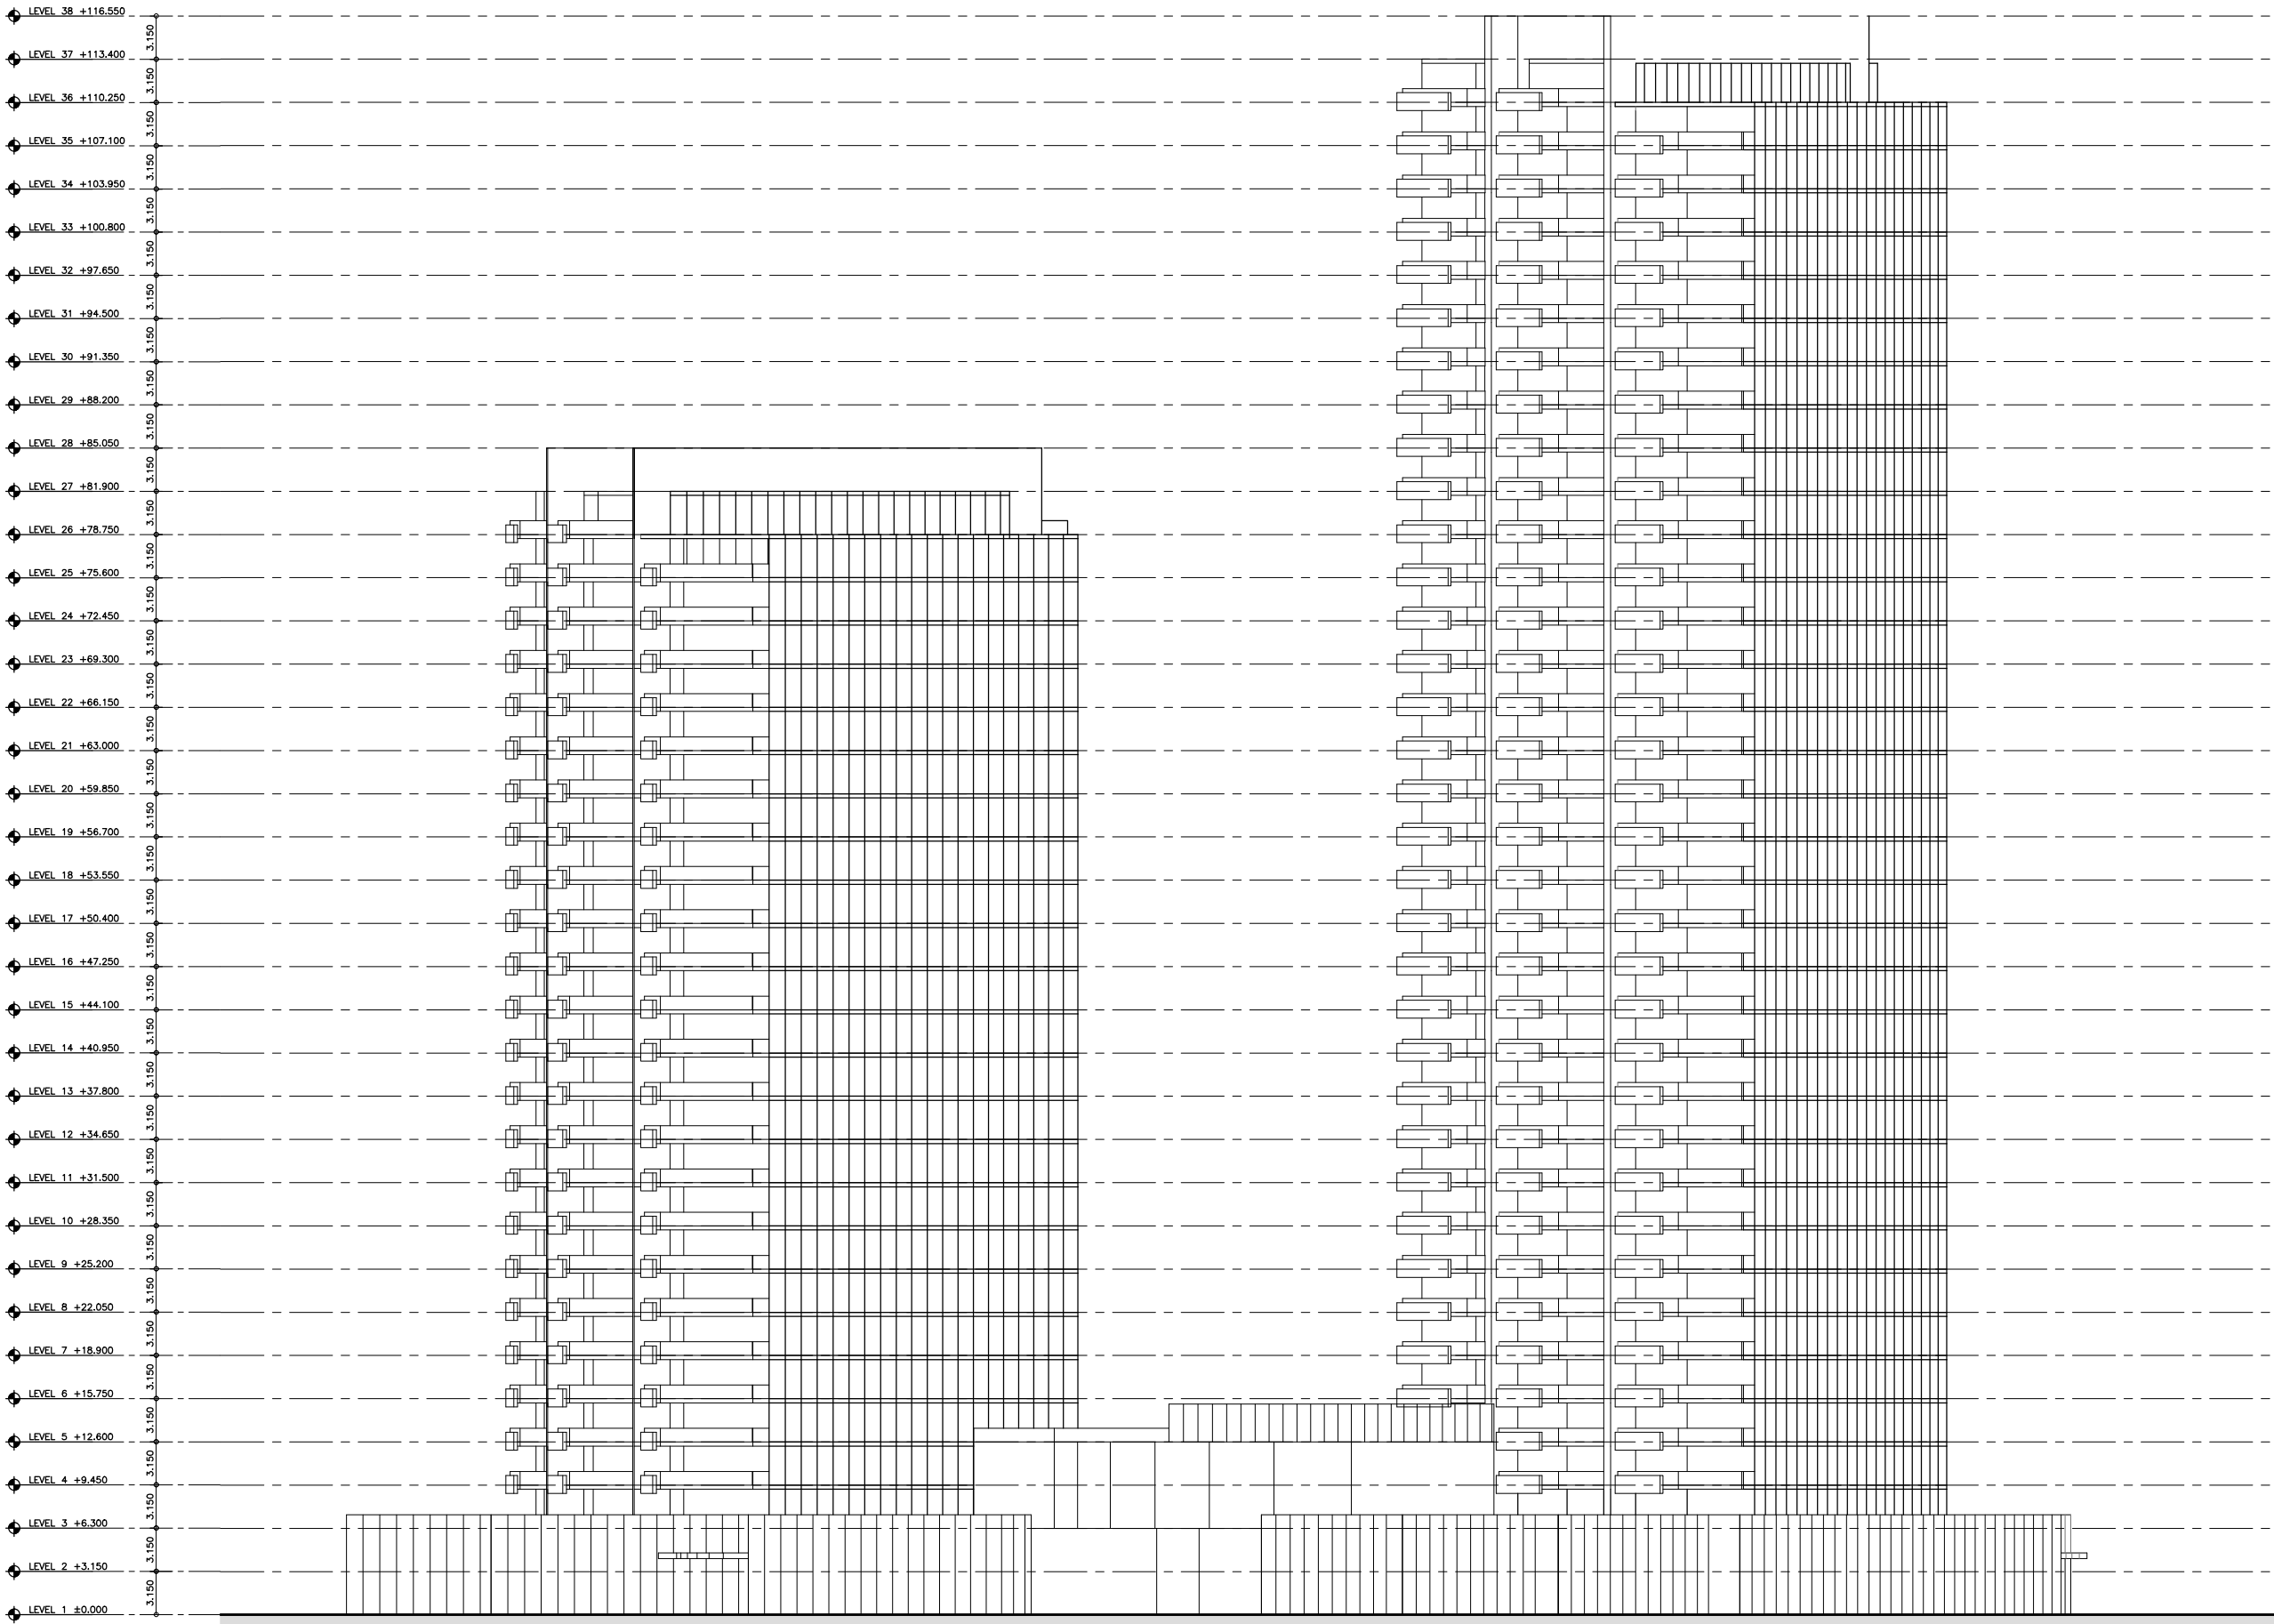 LEVEL 38 +116.550
3.150
LEVEL 37 +113.400
3.150
LEVEL 36 +110.250
3.150
LEVEL 35 +107.100
3.150
LEVEL 34 +103.950
3.150
LEVEL 33 +100.800
3.150
LEVEL 32 +97.650
3.150
LEVEL 31 +94.500
3.150
LEVEL 30 +91.350
3.150
LEVEL 29 +88.200
3.150
LEVEL 28 +85.050
3.150
LEVEL 27 +81.900
3.150
LEVEL 26 +78.750
3.150
LEVEL 25 +75.600
3.150
LEVEL 24 +72.450
3.150
LEVEL 23 +69.300
3.150
LEVEL 22 +66.150
3.150
LEVEL 21 +63.000
3.150
LEVEL 20 +59.850
3.150
LEVEL 19 +56.700
3.150
LEVEL 18 +53.550
3.150
LEVEL 17 +50.400
3.150
LEVEL 16 +47.250
3.150
LEVEL 15 +44.100
3.150
LEVEL 14 +40.950
3.150
LEVEL 13 +37.800
3.150
LEVEL 12 +34.650
3.150
LEVEL 11 +31.500
3.150
LEVEL 10 +28.350
3.150
LEVEL 9 +25.200
3.150
LEVEL 8 +22.050
3.150
LEVEL 7 +18.900
3.150
LEVEL 6 +15.750
3.150
LEVEL 5 +12.600
3.150
LEVEL 4 +9.450
3.150
LEVEL 3 +6.300
3.150
LEVEL 2 +3.150
3.150
LEVEL 1 ±0.000